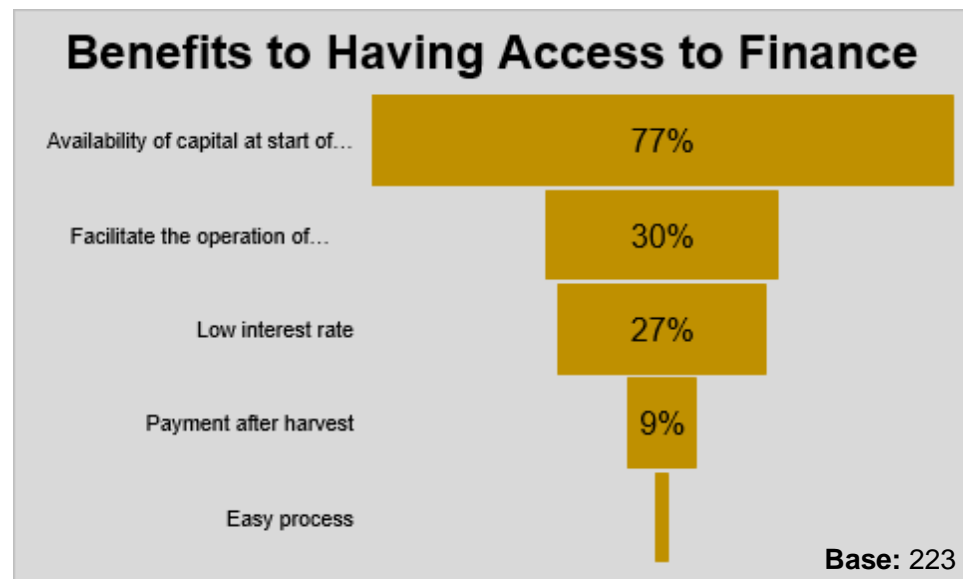 Benefits to Having Access to Finance
Availability of capital at start of…
77%
Facilitate the operation of…
30%
Low interest rate
27%
Payment after harvest
9%
Easy process
Base: 223